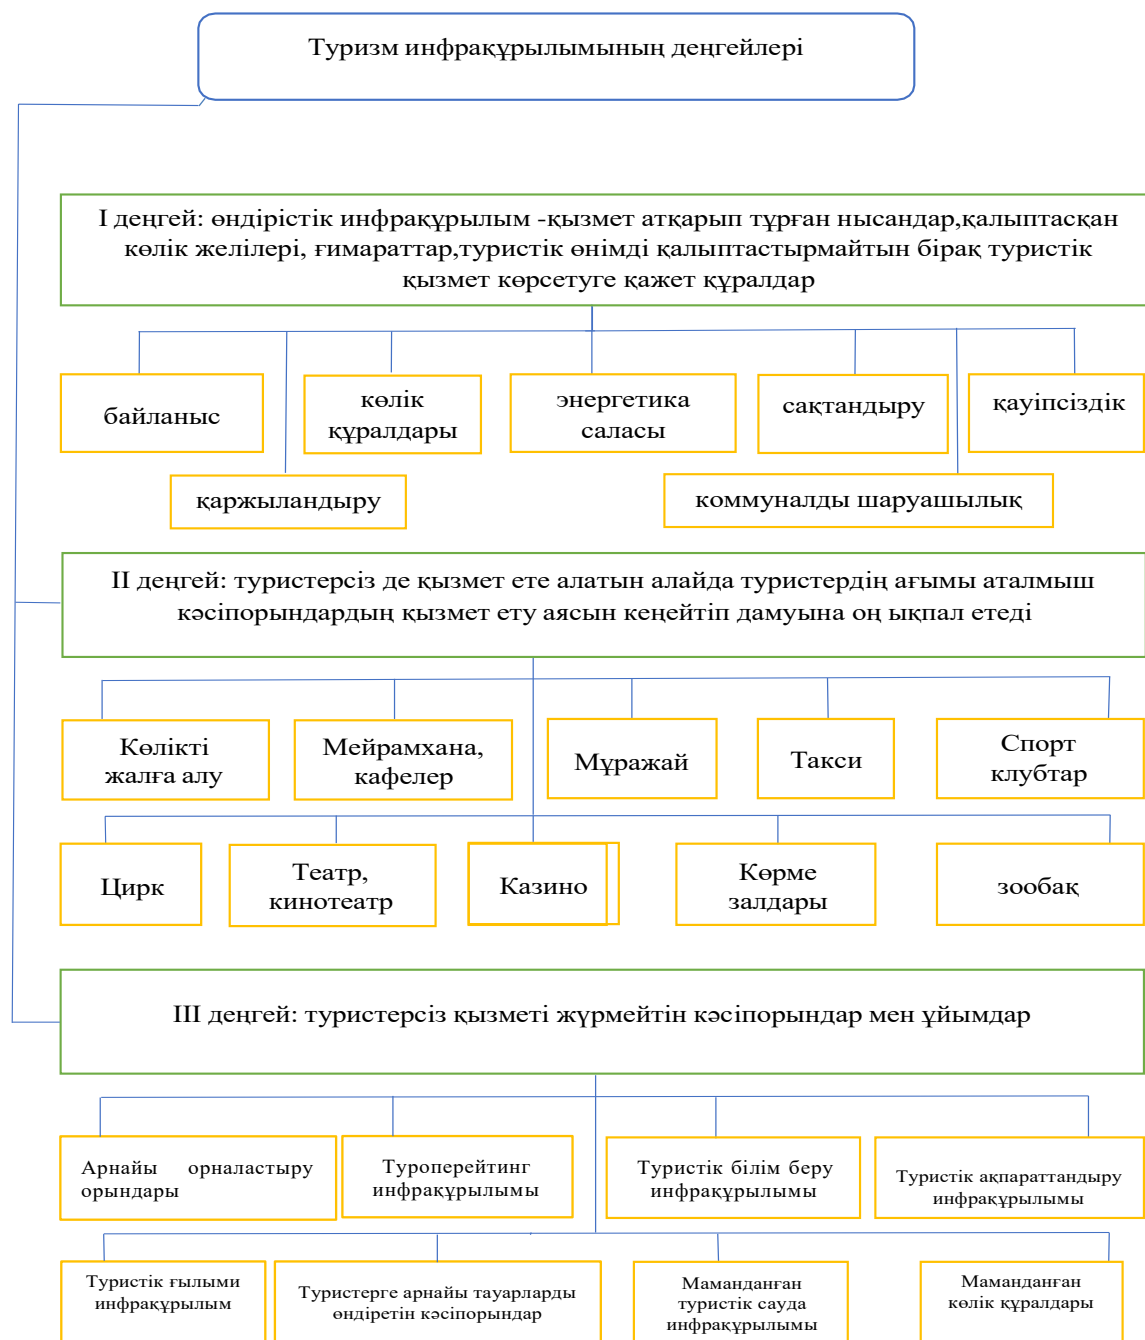 Туризм инфрақұрылымының деңгейлері
I деңгей: өндірістік инфрақұрылым -қызмет атқарып тұрған нысандар,қалыптасқан
көлік желілері, ғимараттар,туристік өнімді қалыптастырмайтын бірақ туристік
қызмет көрсетуге қажет құралдар
байланыс
көлік
құралдары
энергетика
саласы
сақтандыру
қауіпсіздік
қаржыландыру
коммуналды шаруашылық
II деңгей: туристерсіз де қызмет ете алатын алайда туристердің ағымы аталмыш
кәсіпорындардың қызмет ету аясын кеңейтіп дамуына оң ықпал етеді
Көлікті
жалға алу
Мейрамхана,
кафелер
Мұражай
Такси
Спорт
клубтар
Цирк
Театр,
кинотеатр
Казино
Көрме
залдары
зообақ
III деңгей: туристерсіз қызметі жүрмейтін кәсіпорындар мен ұйымдар
Арнайы орналастыру
орындары
Туроперейтинг
инфрақұрылымы
Туристік білім беру
инфрақұрылымы
Туристік ақпараттандыру
инфрақұрылымы
Туристік ғылыми
инфрақұрылым
Туристерге арнайы тауарларды
өндіретін кәсіпорындар
Маманданған
туристік сауда
инфрақұрылымы
Маманданған
көлік құралдары